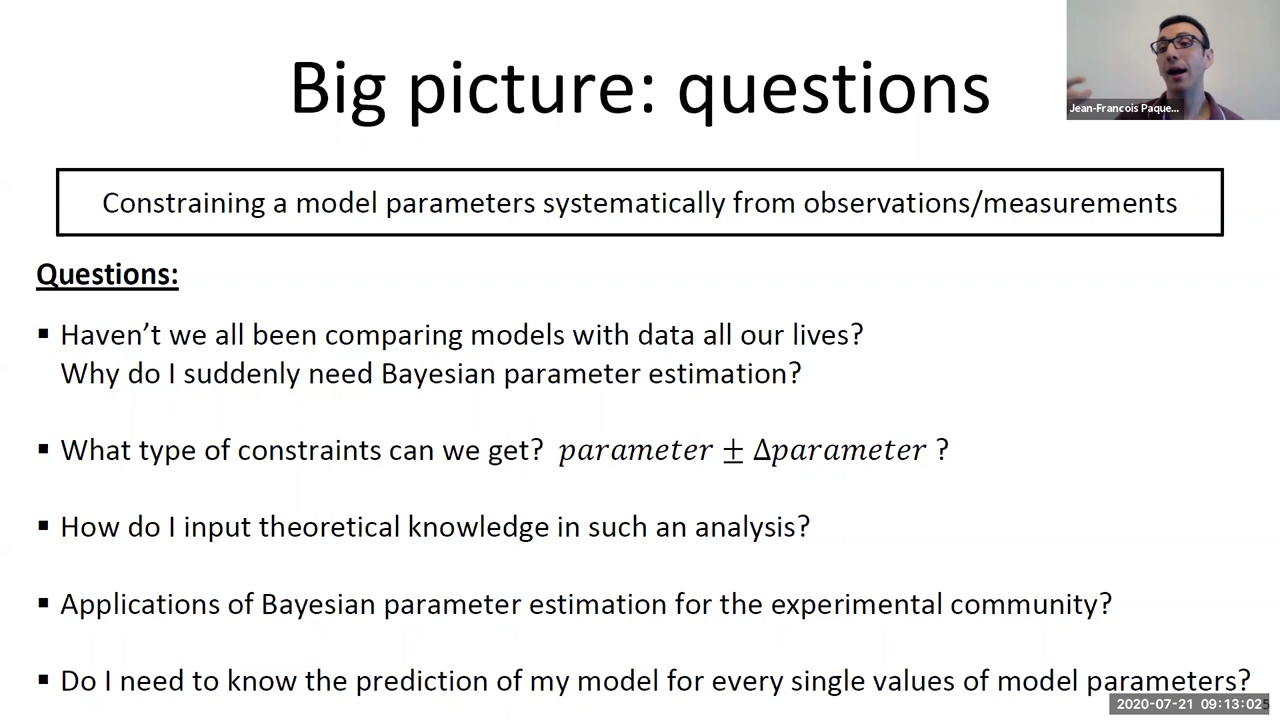 Big picture: questions
Jean-Francois Paque...
Constraining a model parameters systematically from observations/measurements
Questions:
▪ Haven’t we all been comparing models with data all our lives?
Why do I suddenly need Bayesian parameter estimation?
▪ What type of constraints can we get? parameter ± Δparameter ?
▪ How do I input theoretical knowledge in such an analysis?
▪ Applications of Bayesian parameter estimation for the experimental community?
▪ Do I need to know the prediction of my model for every single values of model parameters?
2020-07-21 09:13:02
5